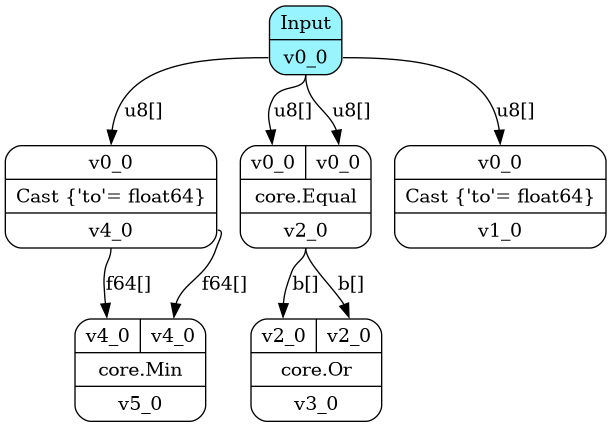 Input
v0_0
u8[]
u8[] u8[]
u8[]
v0_0
Cast {'to'= float64}
v4_0
v0_0 v0_0
core.Equal
v2_0
v0_0
Cast {'to'= float64}
v1_0
f64[] f64[]
b[] b[]
v4_0 v4_0
core.Min
v5_0
v2_0 v2_0
core.Or
v3_0